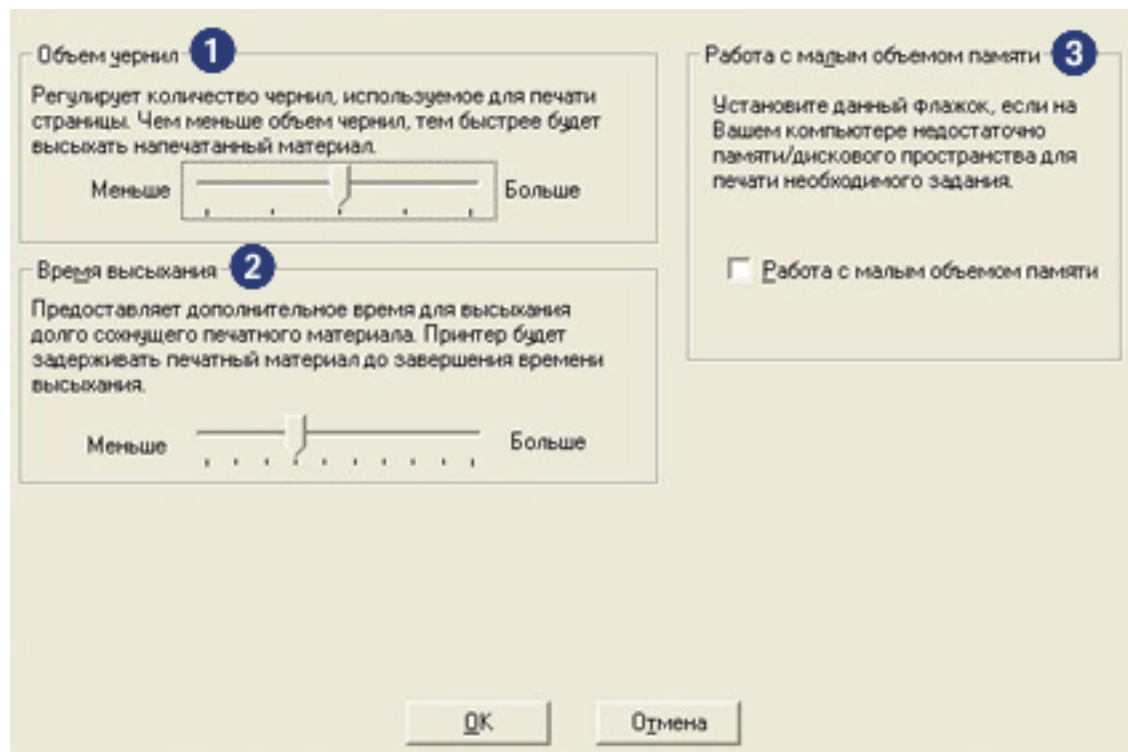 Объем чернил 1
Регулирует количество чернил, используемое для печати
страницы. Чем меньше объем чернил, тем быстрее будет
высыхать напечатанный материал.
Меньше Больше
Время высыхания 2
Предоставляет дополнительное время для высыхания
долго сохнущего печатного материала. Принтер будет
задерживать печатный материал до завершения времени
высыхания.
Меньше Больше
Работа с малым объемом памяти 3
Установите данный флажок, если на
Вашем компьютере недостаточно
памяти/дискового пространства для
печати необходимого задания.
Работа с малым объемом памяти
OK Отмена